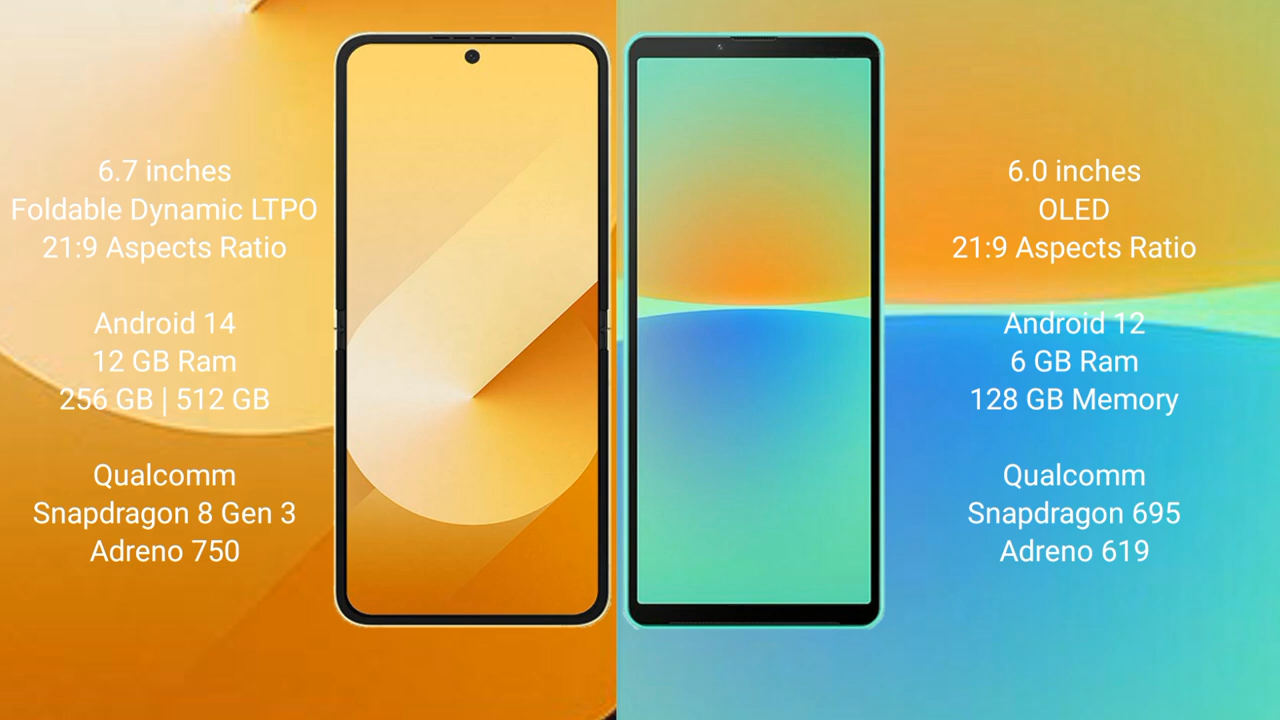 6.7 inches
Foldable Dynamic LTPO
21:9 Aspects Ratio
Android 14
12 GB Ram
256 GB | 512 GB
Qualcomm
Snapdragon 8 Gen 3
Adreno 750
6.0 inches
OLED
21:9 Aspects Ratio
Android 12
6 GB Ram
128 GB Memory
Qualcomm
Snapdragon 695
Adreno 619